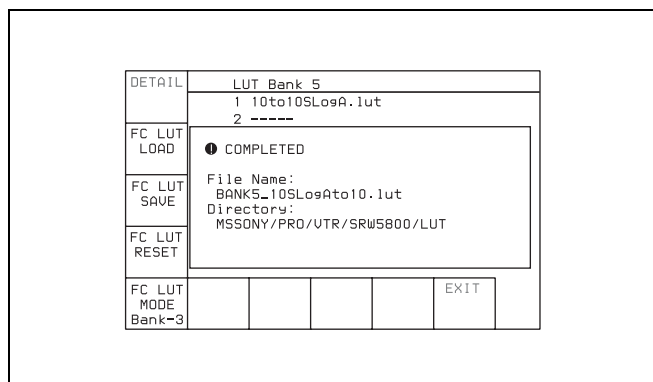 DETAIL
LUT Bank 5
1 10to10SLogA.lut
2 -----
FC LUT
LOAD
COMPLETED
File Name:
BANK5_10SLogAto10.lut
Directory:
MSSONY/PRO/VTR/SRW5800/LUT
FC LUT
SAVE
FC LUT
RESET
FC LUT
MODE
Bank-3
EXIT